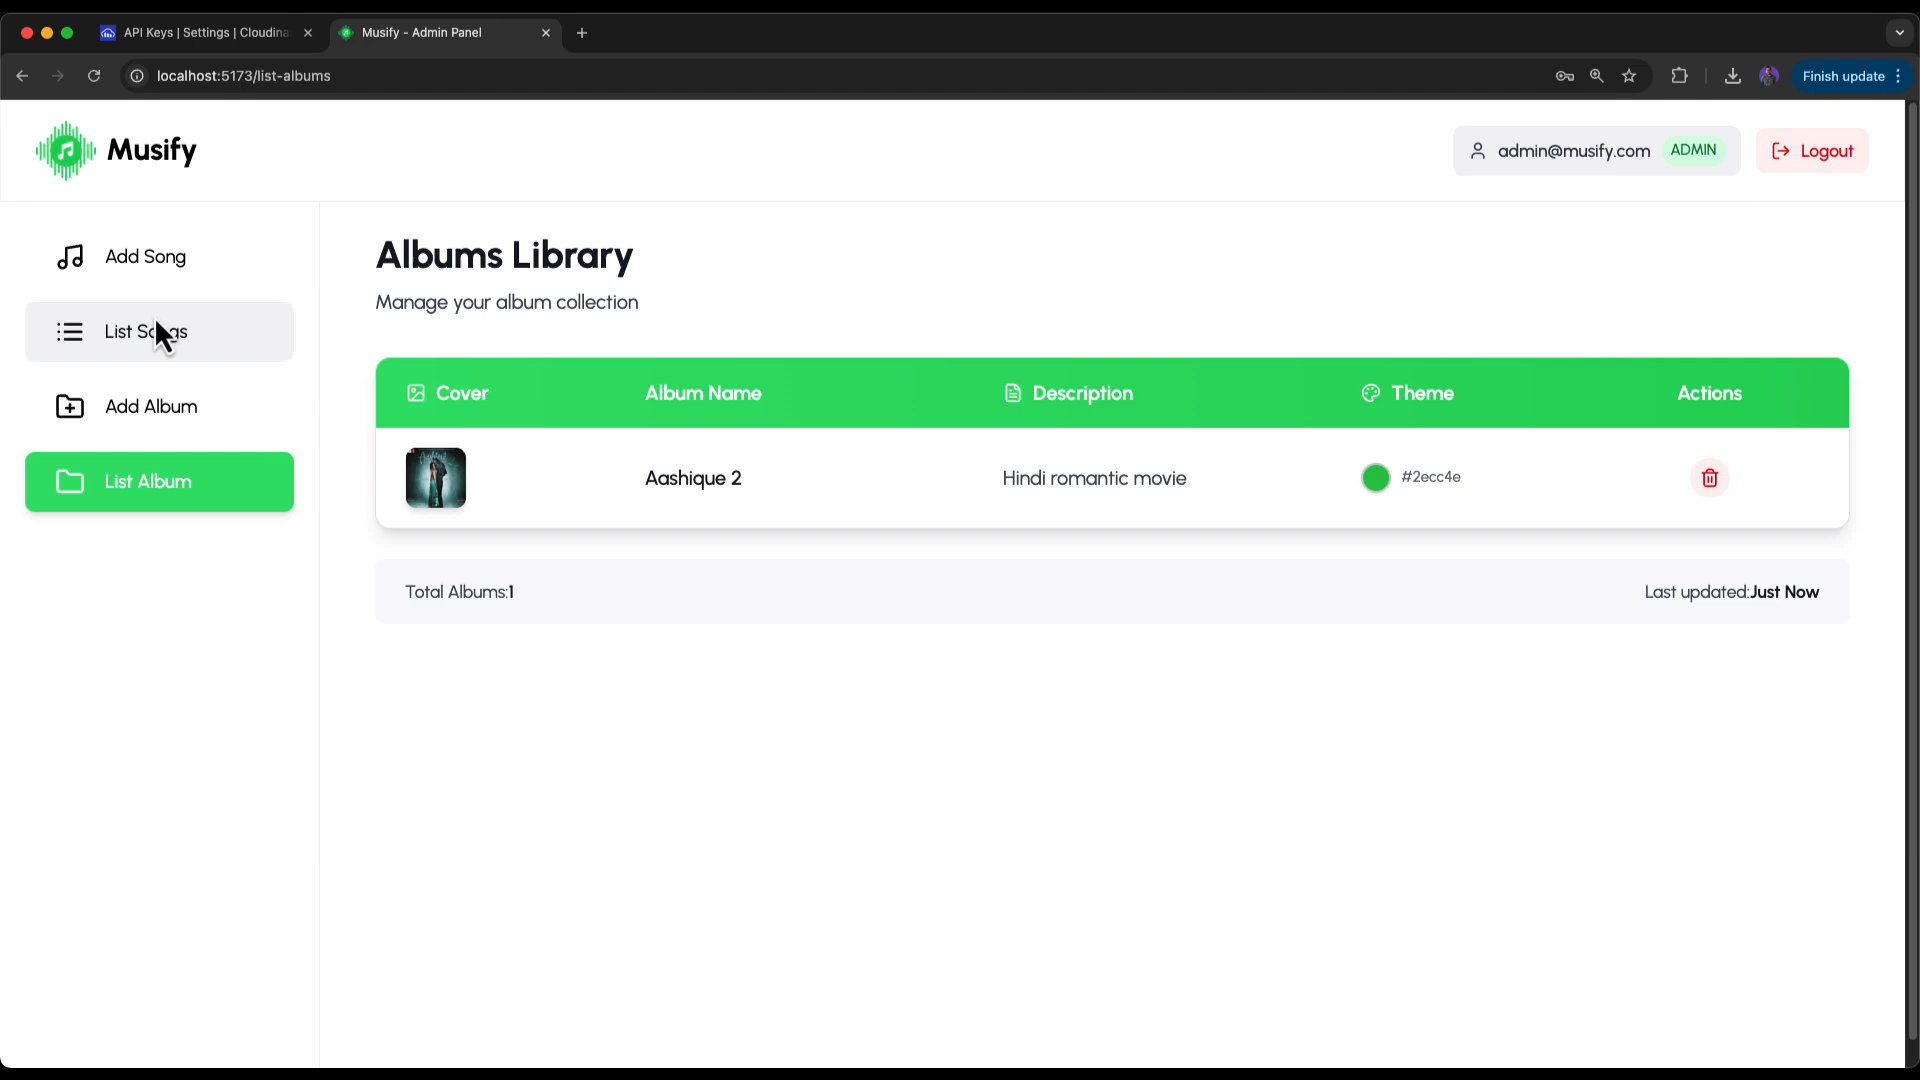 API Keys | Settings | Cloudina
Musify - Admin Panel
localhost:5173/list-albums
Finish update
Musify
admin@musify.com ADMIN
Logout
Add Song
List Songs
Add Album
List Album
Albums Library
Manage your album collection
Cover Album Name Description Theme Actions
Aashique 2 Hindi romantic movie #2ecc4e
Total Albums:1
Last updated:Just Now